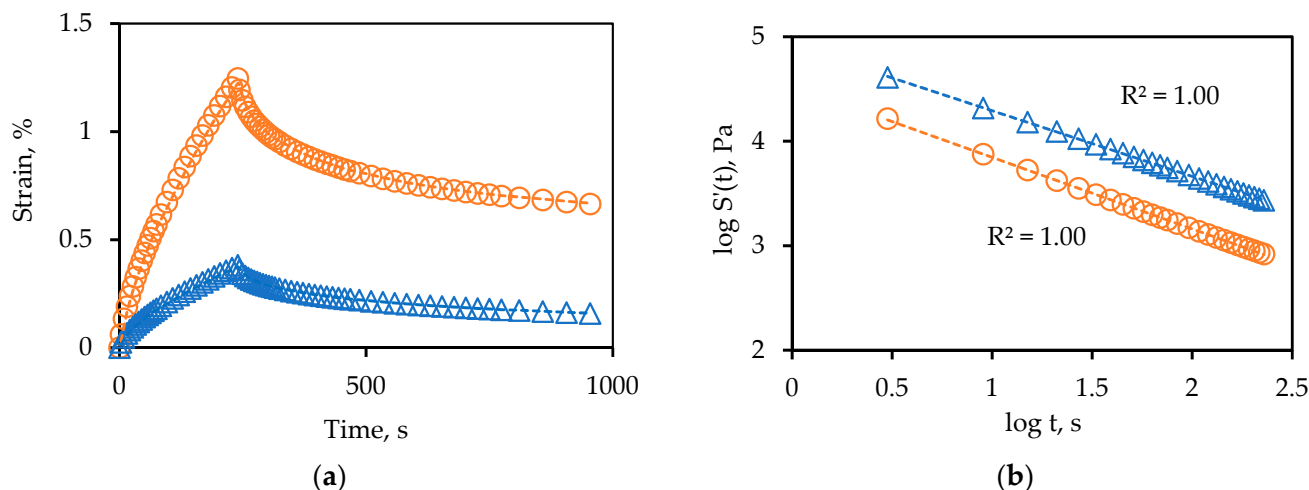 1.5
1
0.5
0
Strain, %
0
500
1000
Time, s
(a)
5
4
3
2
log S'(t), Pa
R² = 1.00
R² = 1.00
0
0.5
1
1.5
2
2.5
log t, s
(b)